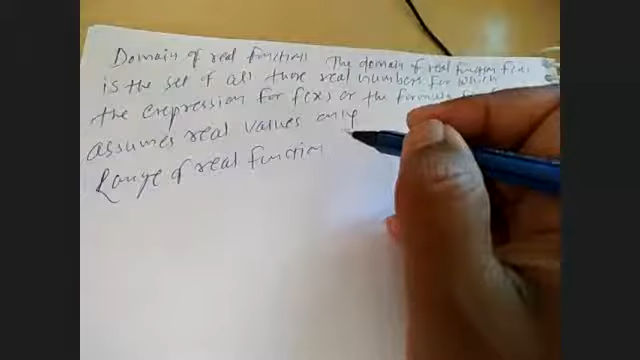 Domain of real function The domain of real function f(x)
is the set of all those real numbers for which
the expression for f(x) or the formula for f
assumes real values only
Range of real function